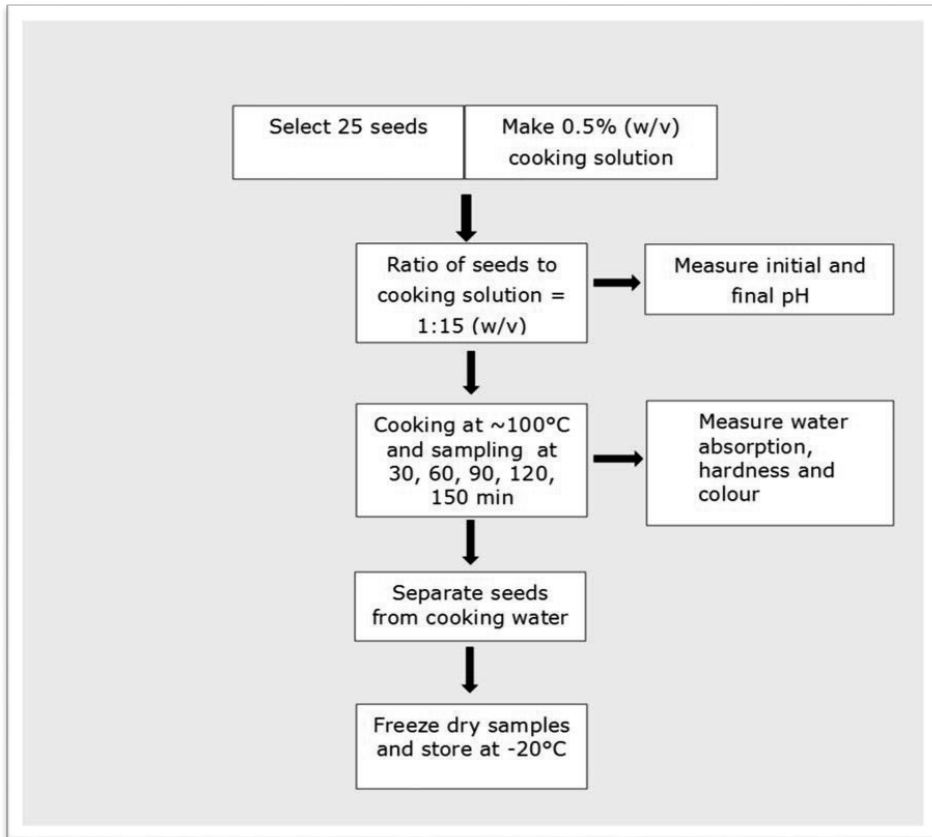 Select 25 seeds
Make 0.5% (w/v)
cooking solution
Ratio of seeds to
cooking solution =
1:15 (w/v)
Measure initial and
final pH
Cooking at ~100°C
and sampling at
30, 60, 90, 120,
150 min
Measure water
absorption,
hardness and
colour
Separate seeds
from cooking water
Freeze dry samples
and store at -20°C